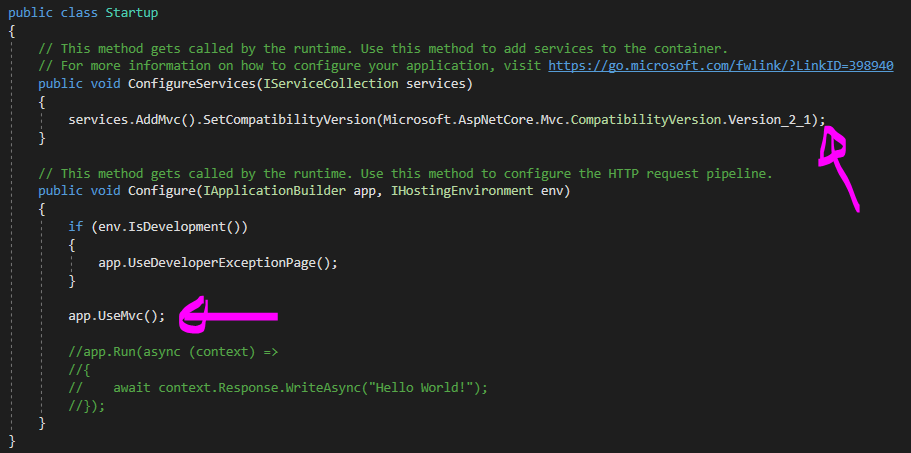 public class Startup
{
// This method gets called by the runtime. Use this method to add services to the container.
// For more information on how to configure your application, visit https://go.microsoft.com/fwlink/?LinkID=398940
public void ConfigureServices(IServiceCollection services)
{
services.AddMvc().SetCompatibilityVersion(Microsoft.AspNetCore.Mvc.CompatibilityVersion.Version_2_1);
}
// This method gets called by the runtime. Use this method to configure the HTTP request pipeline.
public void Configure(IApplicationBuilder app, IHostingEnvironment env)
{
if (env.IsDevelopment())
{
app.UseDeveloperExceptionPage();
}
app.UseMvc();
//app.Run(async (context) =>
//{
//    await context.Response.WriteAsync("Hello World!");
//});
}
}